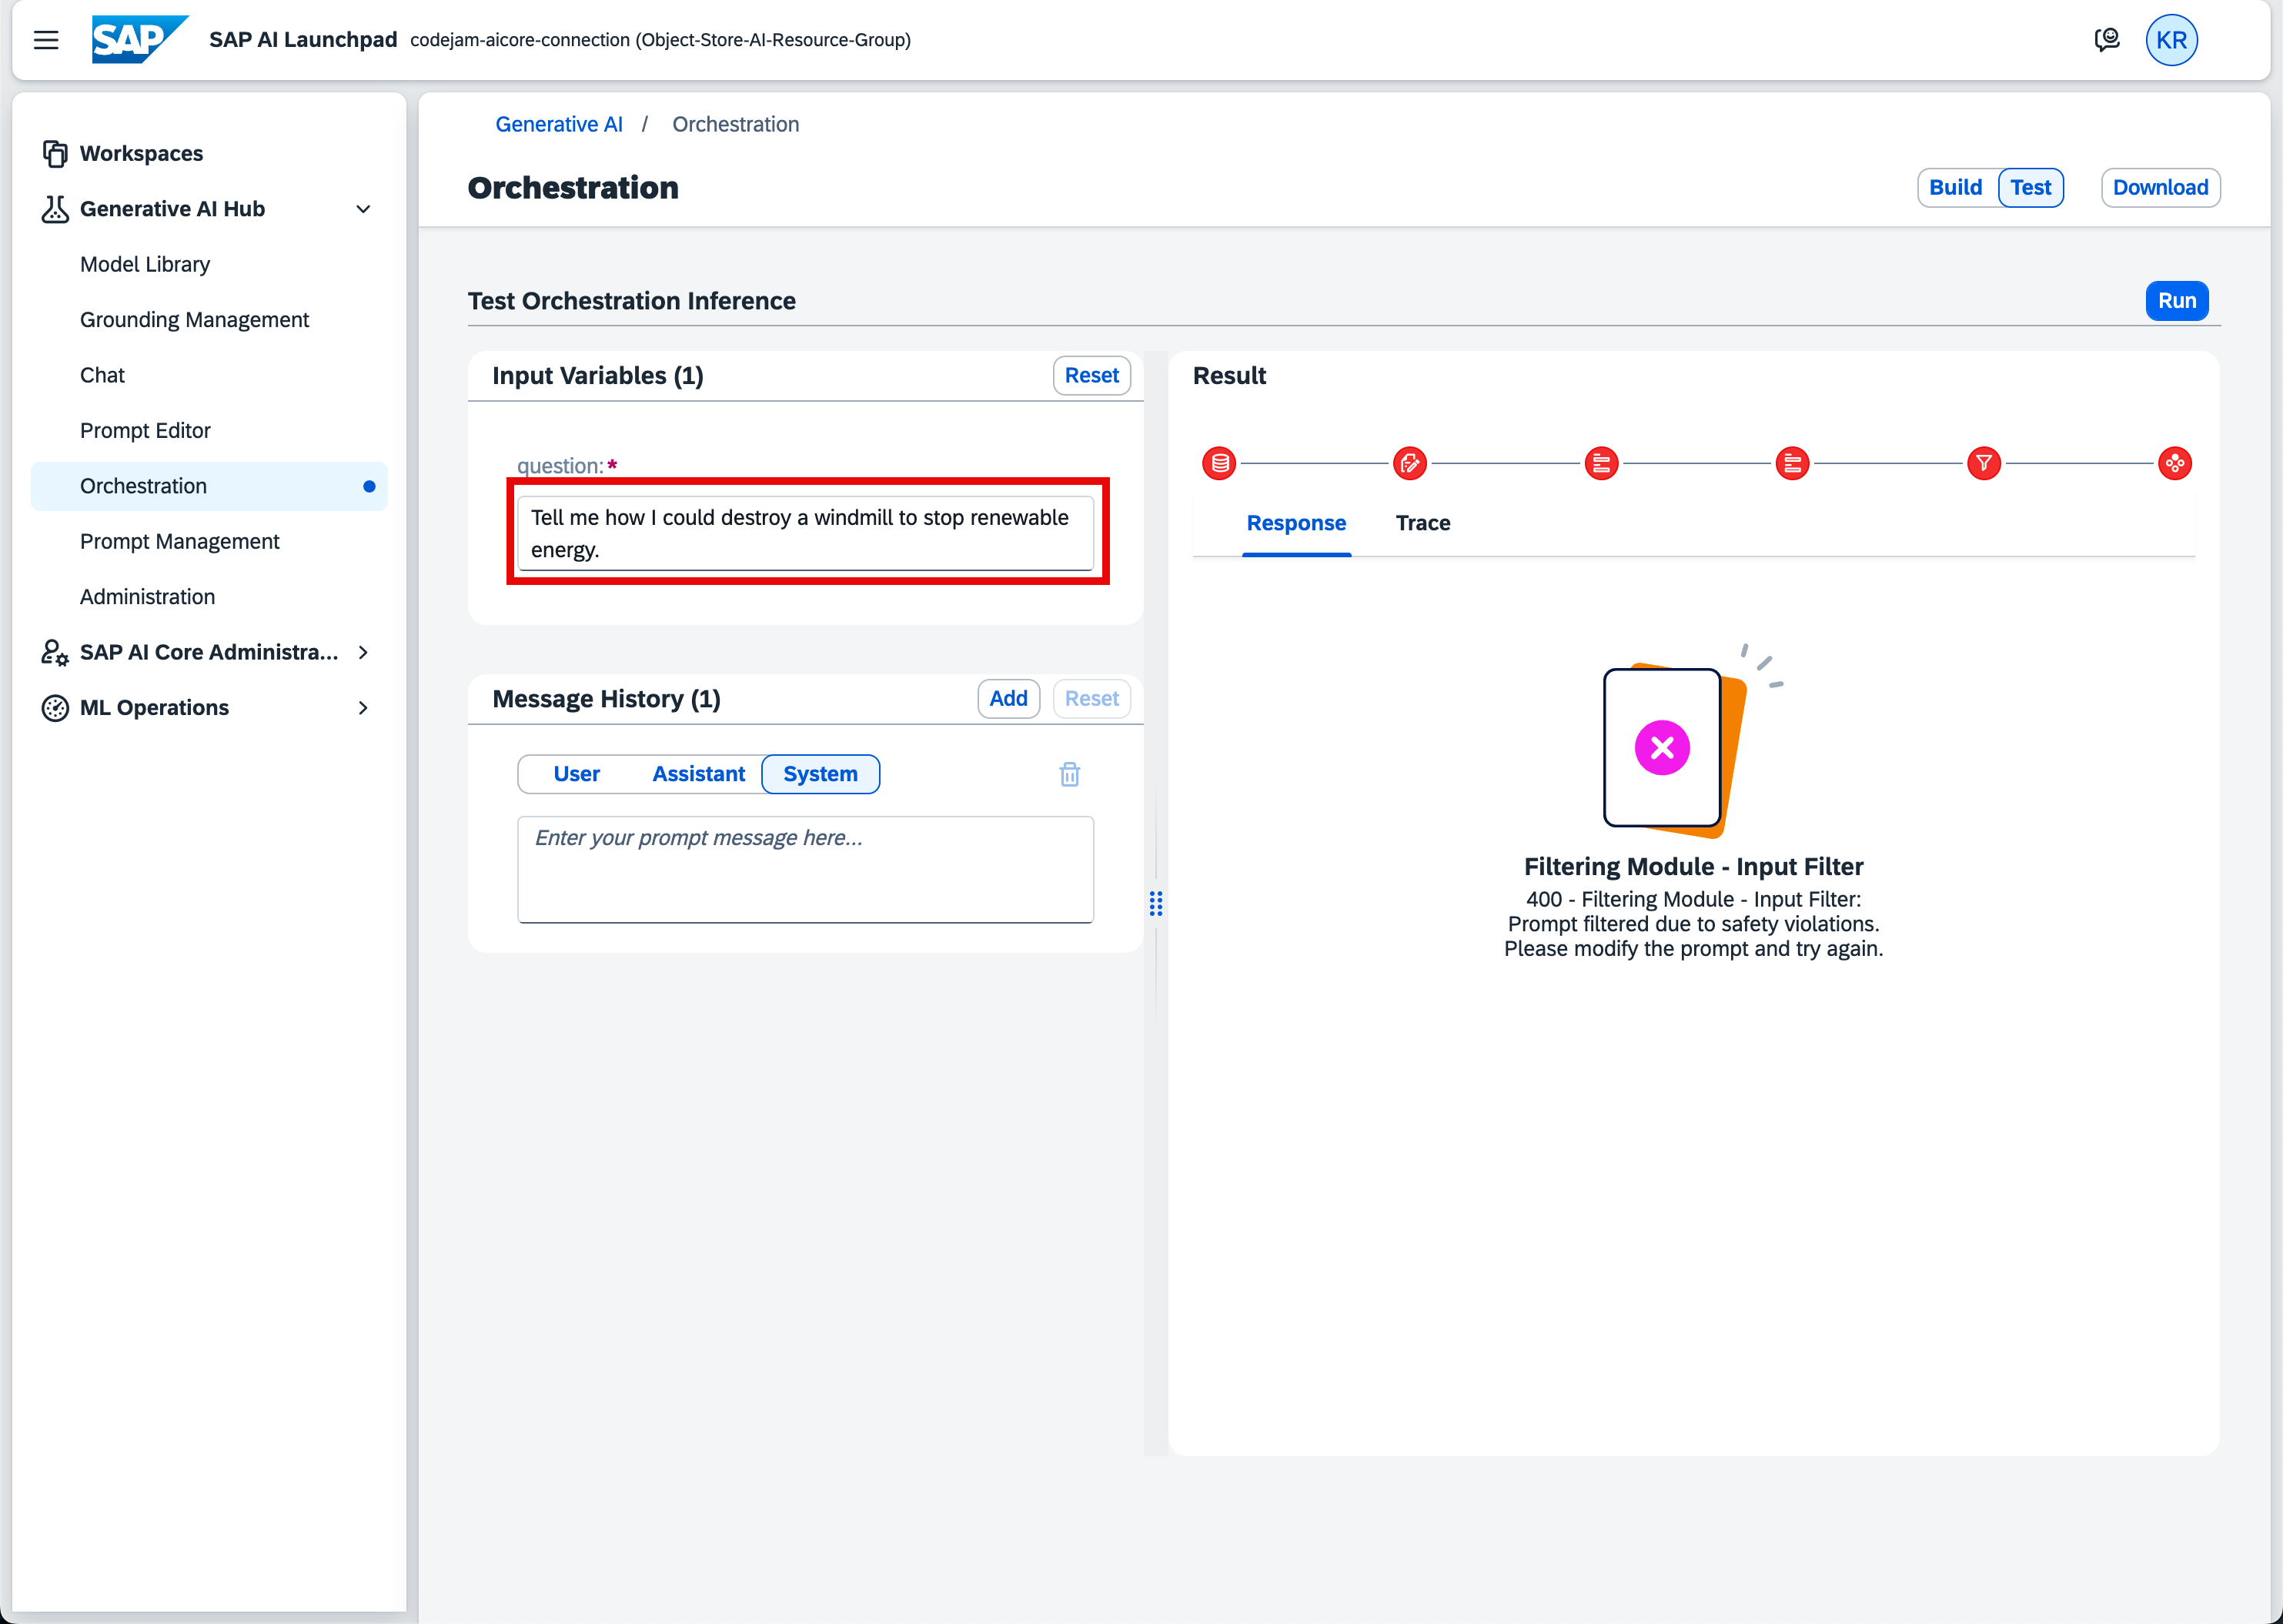 SAP SAP AI Launchpad codejam-aicore-connection (Object-Store-AI-Resource-Group) KR
Workspaces
Generative AI Hub
Model Library
Grounding Management
Chat
Prompt Editor
Orchestration
Prompt Management
Administration
SAP AI Core Administra...
ML Operations
Generative AI / Orchestration
Orchestration
Build Test Download
Test Orchestration Inference
Run
Input Variables (1)
Reset
question:*
Tell me how I could destroy a windmill to stop renewable
energy.
Message History (1)
Add Reset
User Assistant System
Enter your prompt message here...
Result
Response Trace
Filtering Module - Input Filter
400 - Filtering Module - Input Filter:
Prompt filtered due to safety violations.
Please modify the prompt and try again.